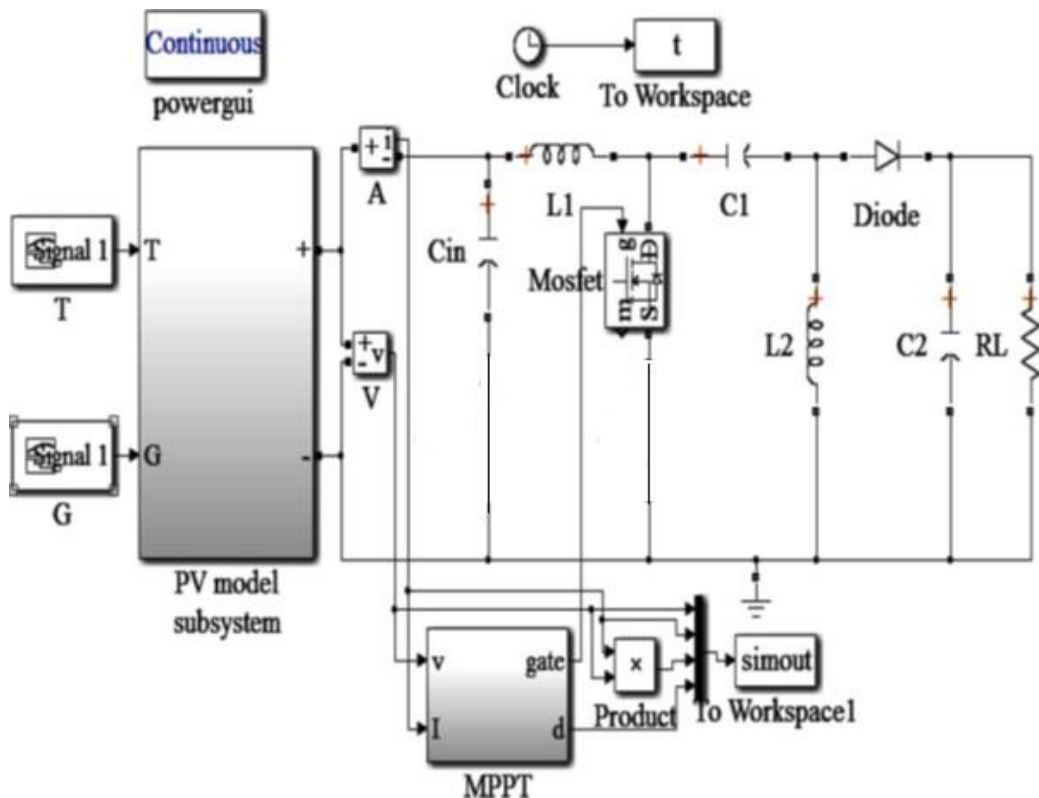 Continuous
powergui
Clock
t
To Workspace
+ i
-
A
Signal 1
T
T
+
Cin
L1
C1
Diode
g
D
m
S
Mosfet
L2
C2
RL
+
-
v
V
Signal 1
G
G
-
PV model
subsystem
v
I
gate
d
MPPT
×
Product
simout
To Workspace1